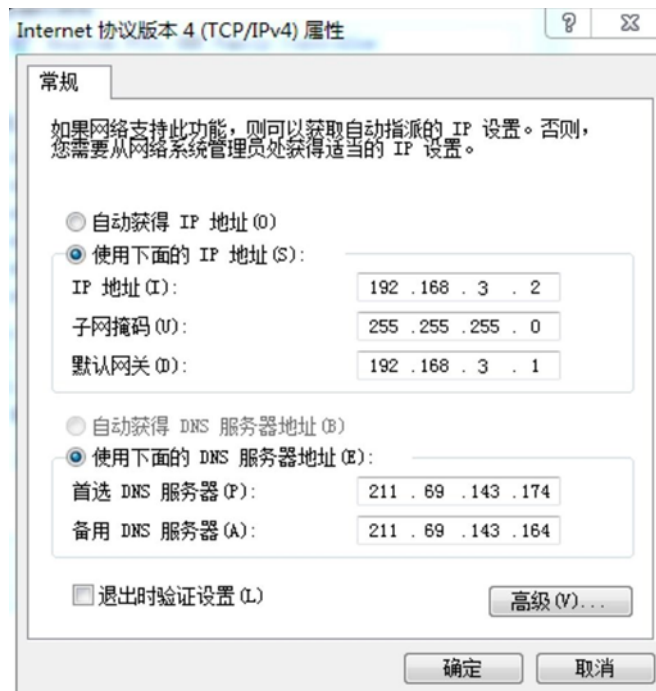 Internet 协议版本 4 (TCP/IPv4) 属性
常规
如果网络支持此功能，则可以获取自动指派的 IP 设置。否则，
您需要从网络系统管理员处获得适当的 IP 设置。
自动获得 IP 地址(O)
使用下面的 IP 地址(S):
IP 地址(I): 192 .168 . 3 . 2
子网掩码(U): 255 .255 .255 . 0
默认网关(D): 192 .168 . 3 . 1
自动获得 DNS 服务器地址(B)
使用下面的 DNS 服务器地址(E):
首选 DNS 服务器(P): 211 . 69 .143 .174
备用 DNS 服务器(A): 211 . 69 .143 .164
退出时验证设置(L)
高级(V)...
确定 取消